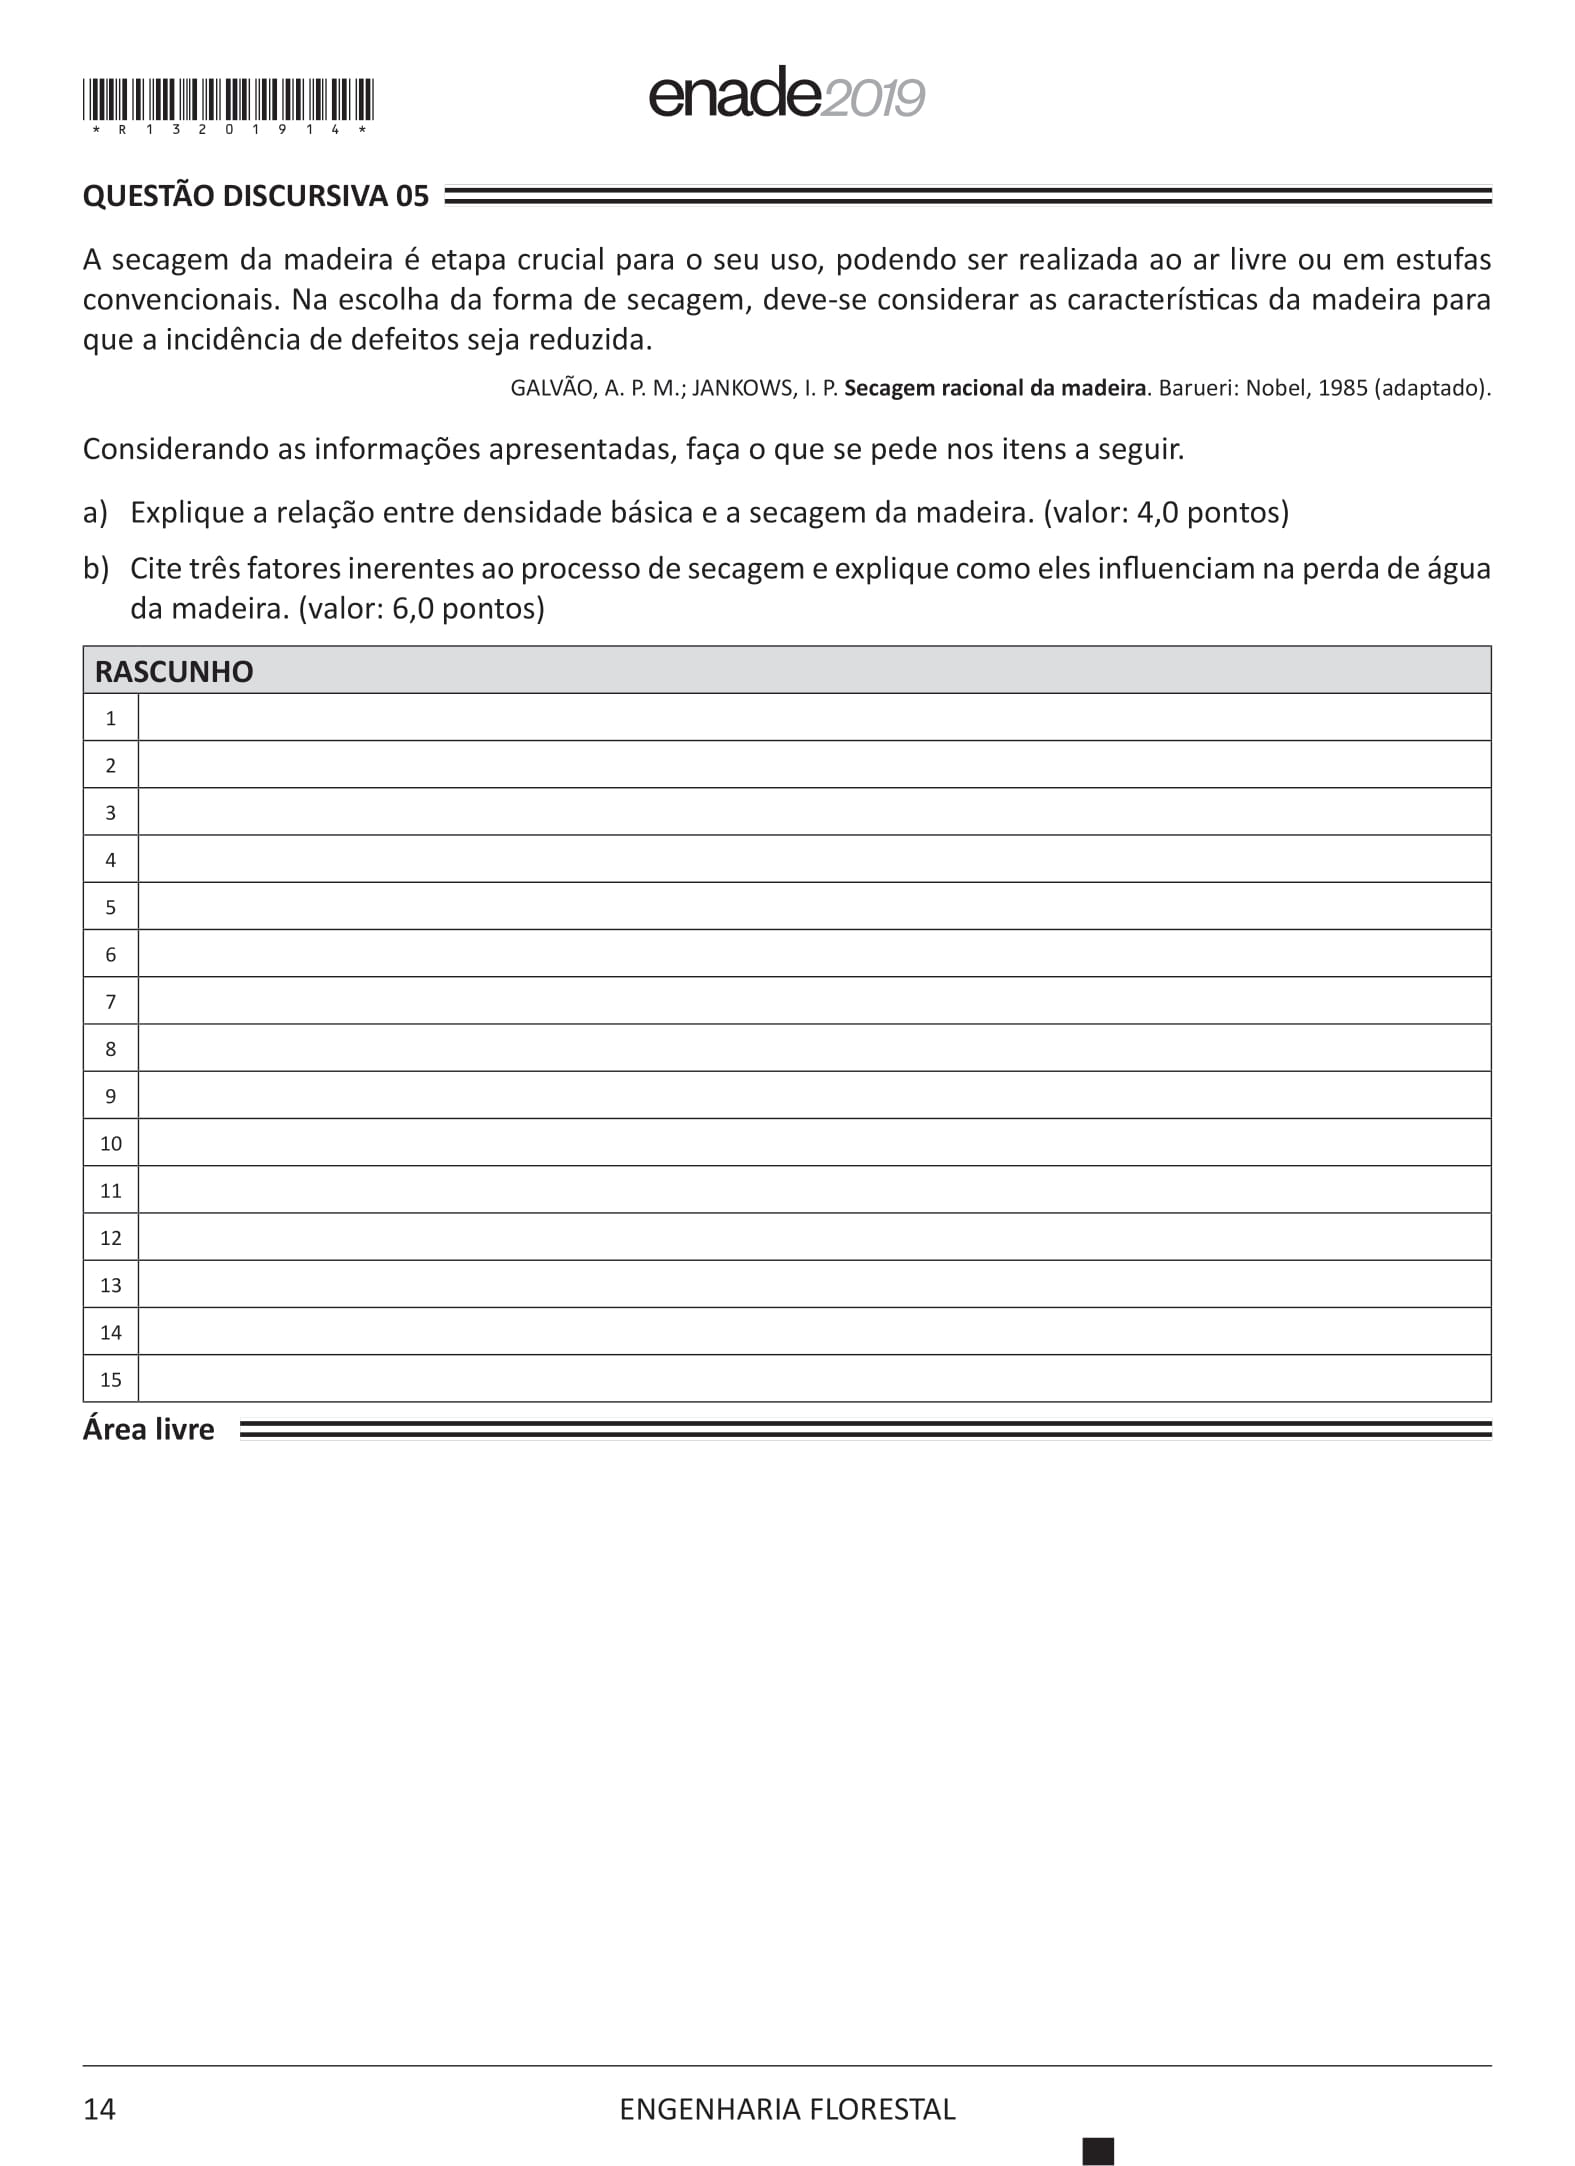 *R13201914*
enade2019
QUESTÃO DISCURSIVA 05
A secagem da madeira é etapa crucial para o seu uso, podendo ser realizada ao ar livre ou em estufas
convencionais. Na escolha da forma de secagem, deve-se considerar as características da madeira para
que a incidência de defeitos seja reduzida.
GALVÃO, A. P. M.; JANKOWS, I. P. Secagem racional da madeira. Barueri: Nobel, 1985 (adaptado).
Considerando as informações apresentadas, faça o que se pede nos itens a seguir.
a) Explique a relação entre densidade básica e a secagem da madeira. (valor: 4,0 pontos)
b) Cite três fatores inerentes ao processo de secagem e explique como eles influenciam na perda de água
da madeira. (valor: 6,0 pontos)
RASCUNHO
1
2
3
4
5
6
7
8
9
10
11
12
13
14
15
Área livre
14
ENGENHARIA FLORESTAL